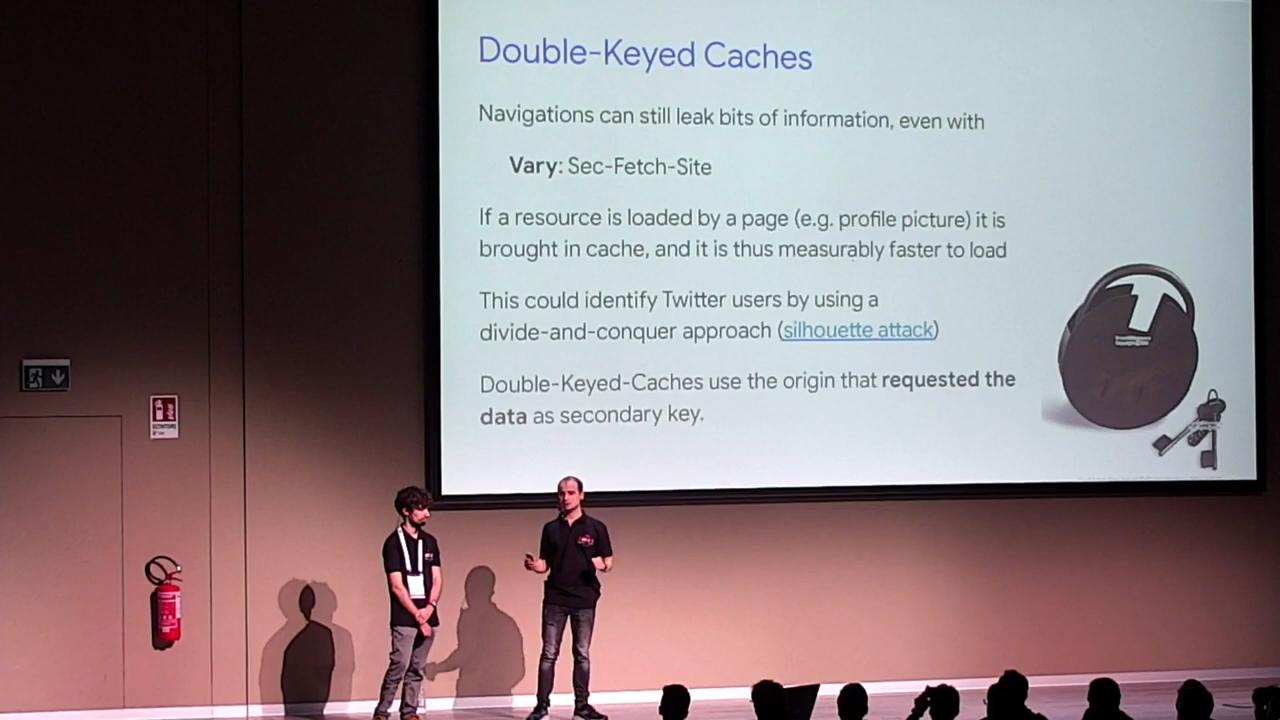 Double-Keyed Caches
Navigations can still leak bits of information, even with
Vary: Sec-Fetch-Site
If a resource is loaded by a page (e.g. profile picture) it is
brought in cache, and it is thus measurably faster to load
This could identify Twitter users by using a
divide-and-conquer approach (silhouette attack)
Double-Keyed-Caches use the origin that requested the
data as secondary key.
ESTINTORE